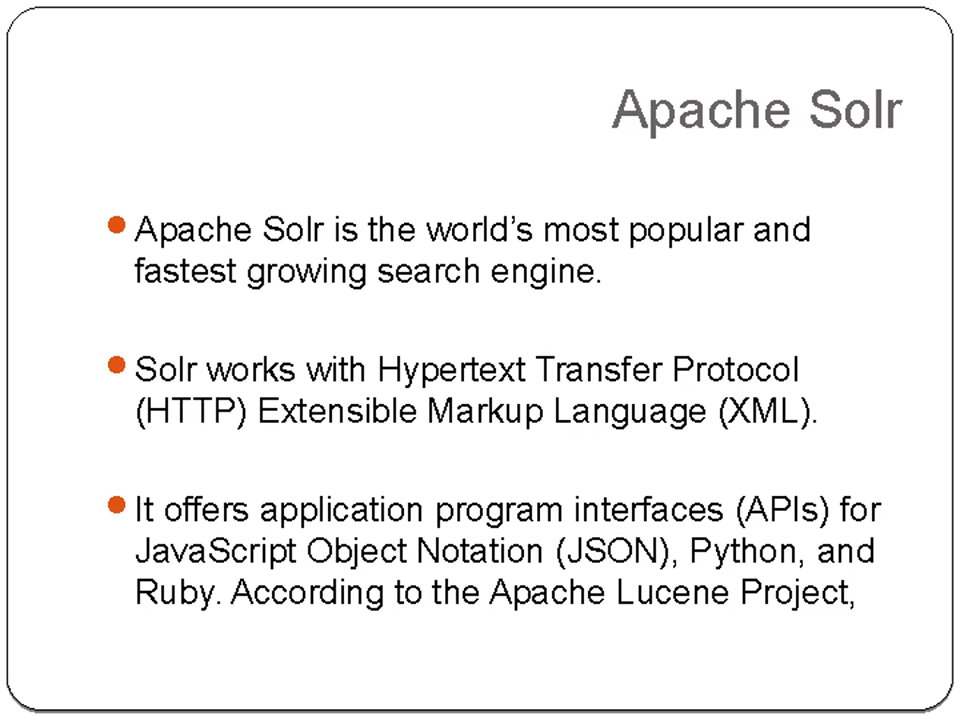 Apache Solr
Apache Solr is the world's most popular and
fastest growing search engine.
Solr works with Hypertext Transfer Protocol
(HTTP) Extensible Markup Language (XML).
It offers application program interfaces (APIs) for
JavaScript Object Notation (JSON), Python, and
Ruby. According to the Apache Lucene Project,